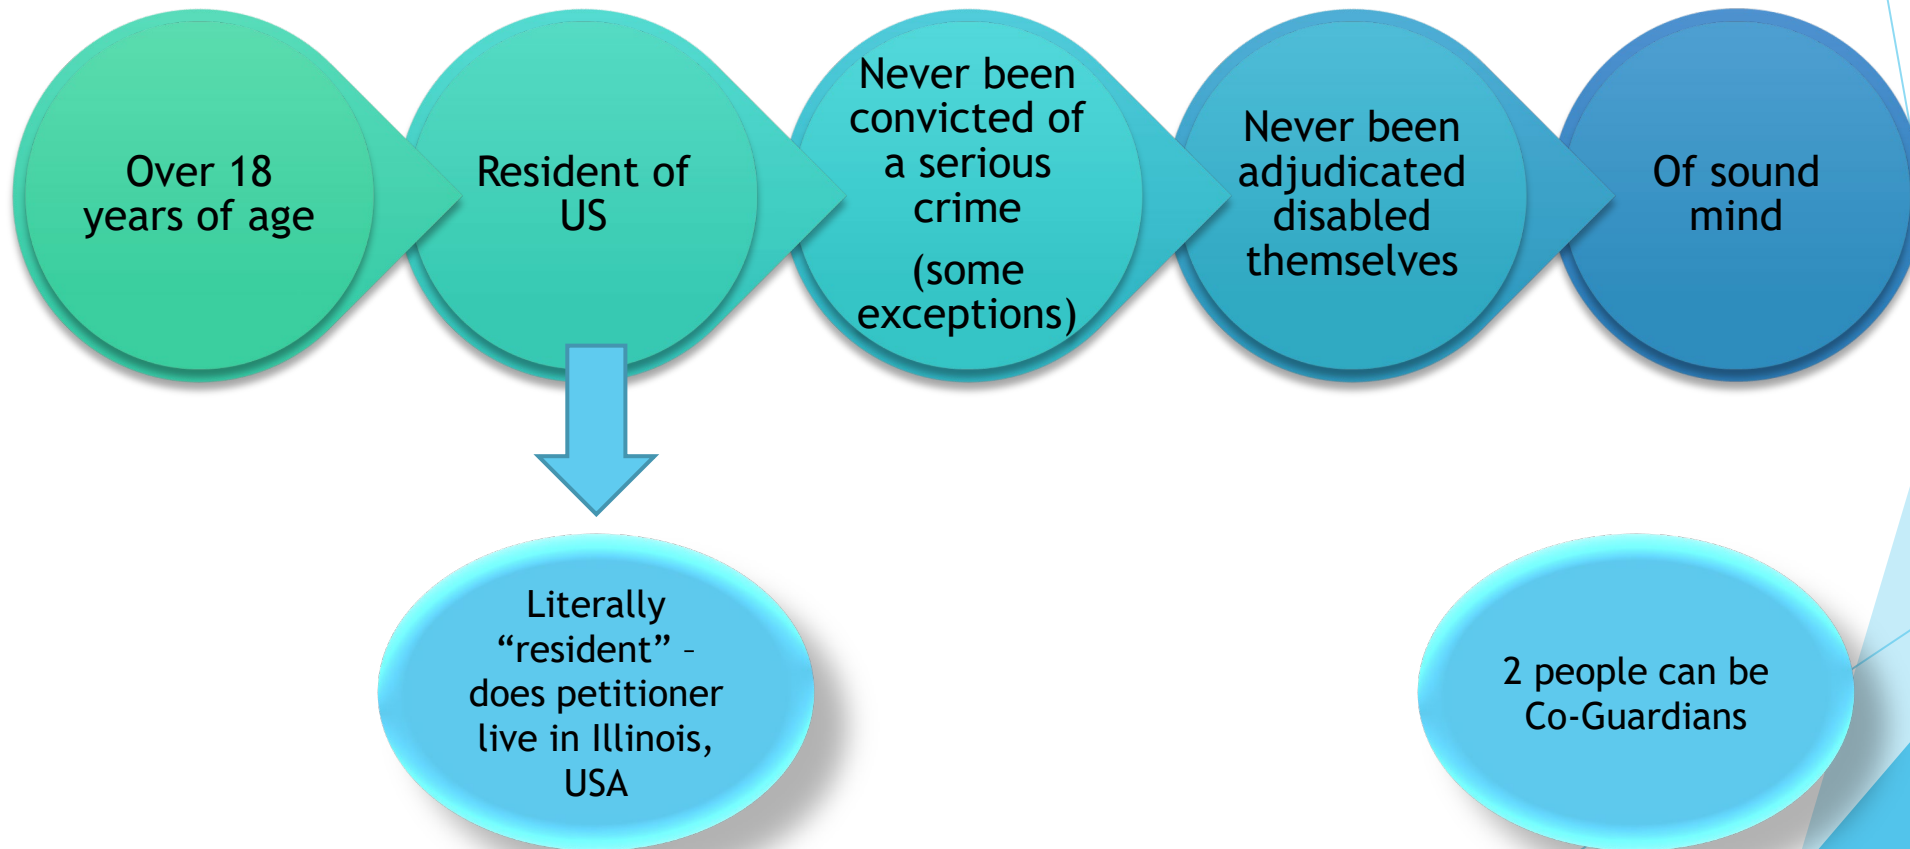 Over 18
years of age
Resident of
US
Never been
convicted of
a serious
crime
(some
exceptions)
Never been
adjudicated
disabled
themselves
Of sound
mind
Literally
“resident” –
does petitioner
live in Illinois,
USA
2 people can be
Co-Guardians